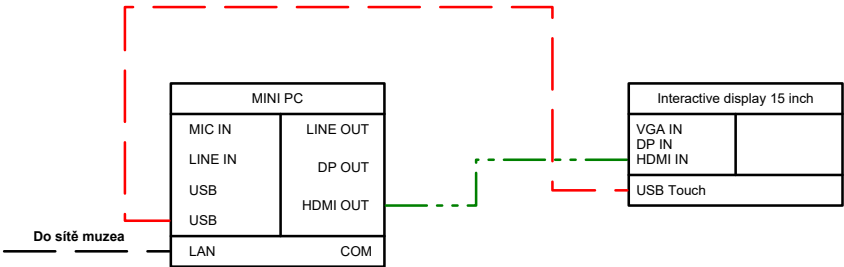 MINI PC
MIC IN
LINE OUT
LINE IN
DP OUT
USB
HDMI OUT
USB
LAN
COM
Do sítě muzea
Interactive display 15 inch
VGA IN
DP IN
HDMI IN
USB Touch